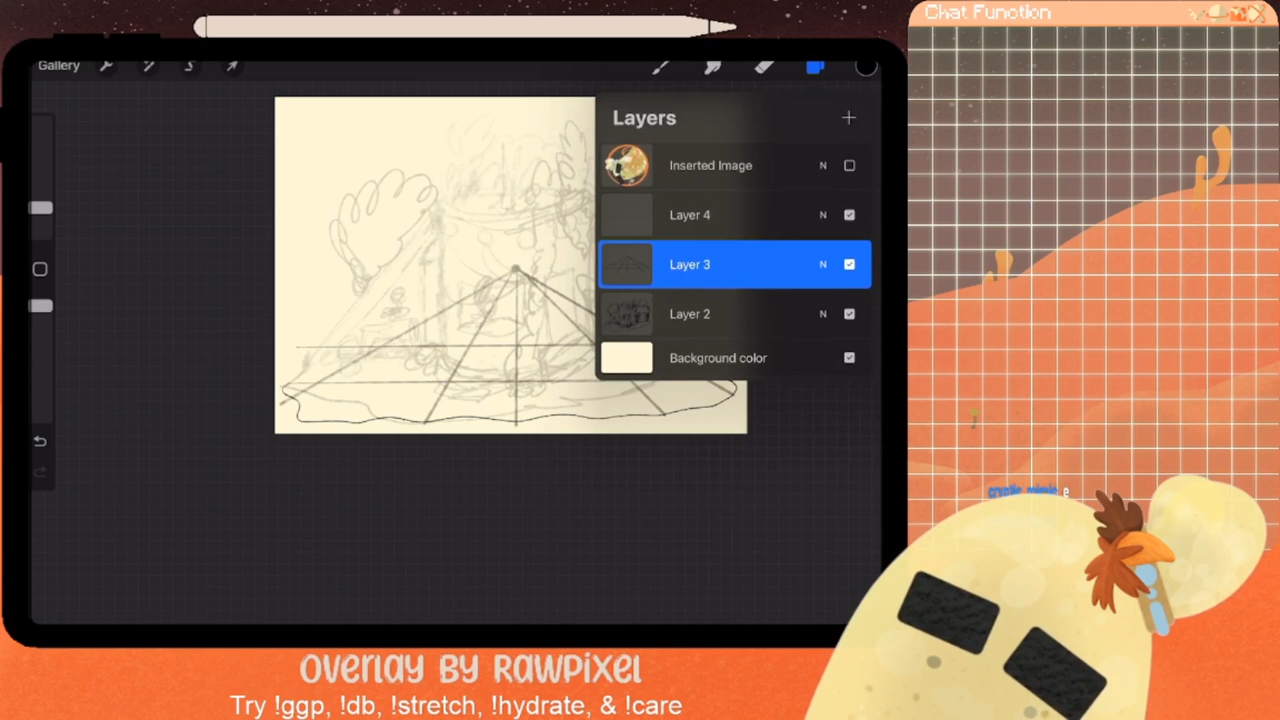 Chat Function
Gallery
Layers
Inserted Image N
Layer 4 N
Layer 3 N
Layer 2 N
Background color
cryptic_mimic e
OVERLAY BY RAWPIXEL
Try !ggp, !db, !stretch, !hydrate, & !care